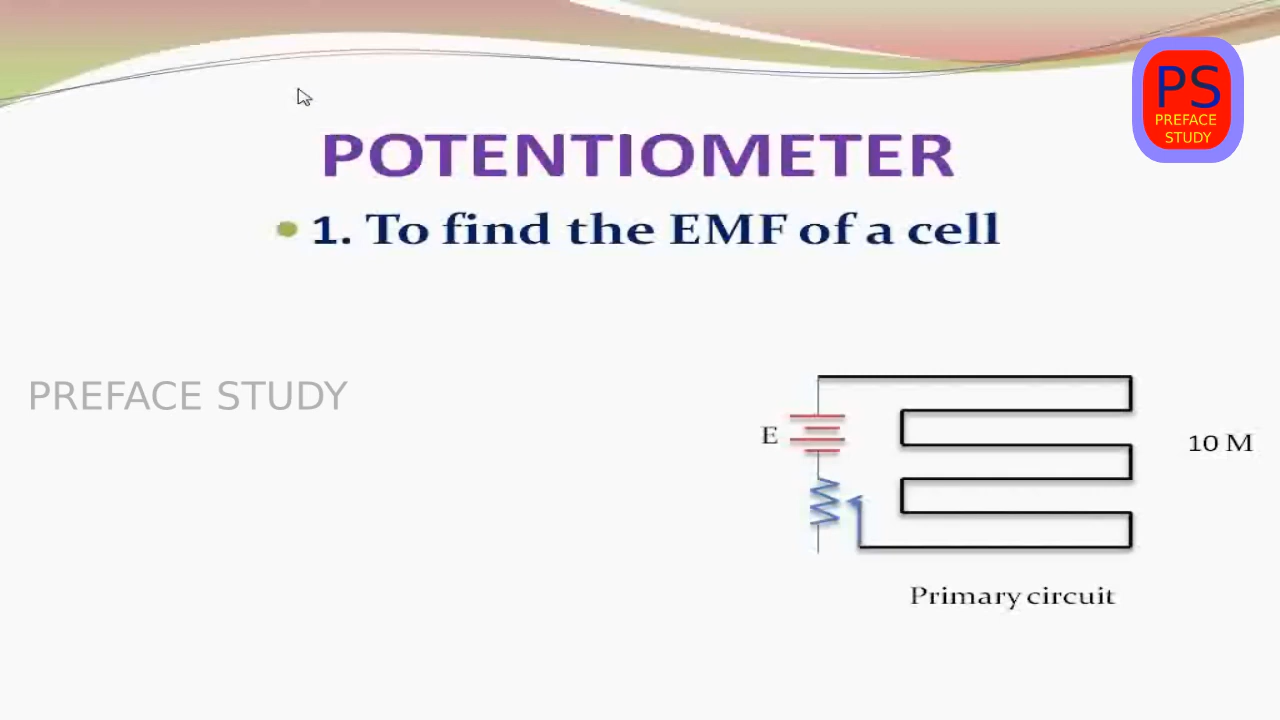 PS
PREFACE
STUDY
POTENTIOMETER
1. To find the EMF of a cell
PREFACE STUDY
E
10 M
Primary circuit